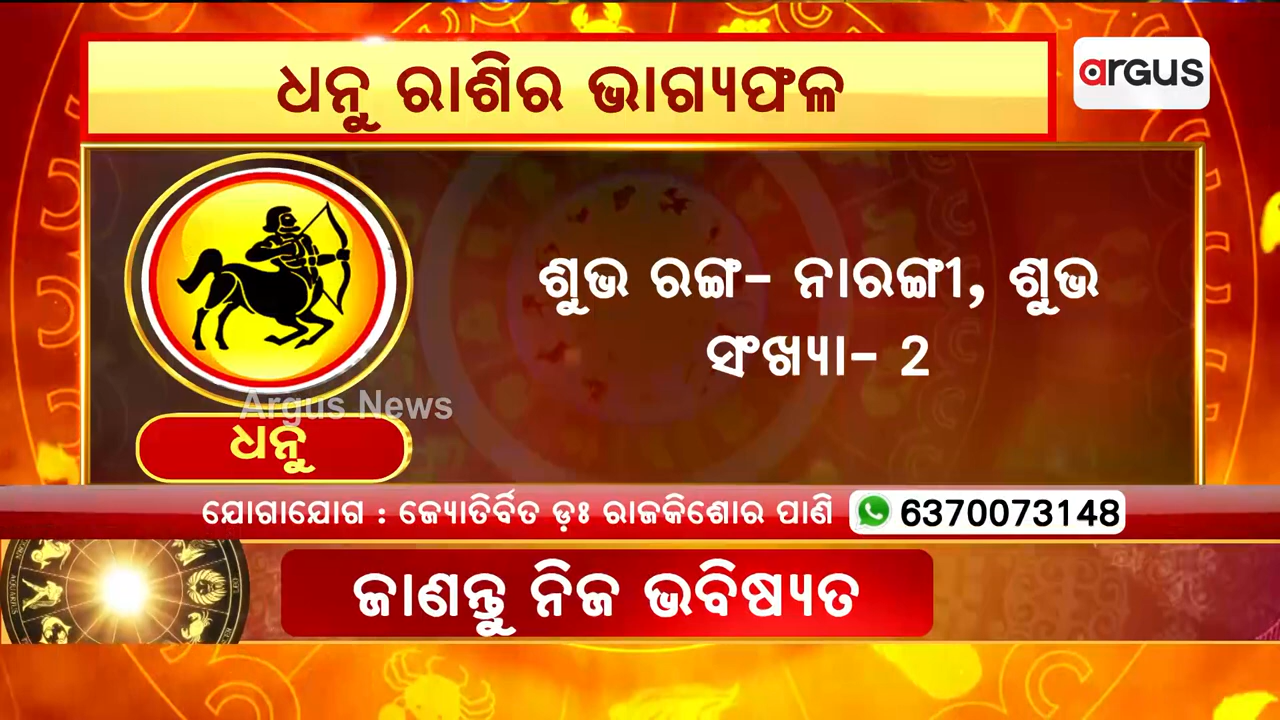 ଧନୁ ରାଶିର ଭାଗ୍ୟଫଳ
argus
ଶୁଭ ରଙ୍ଗ- ନାରଙ୍ଗୀ, ଶୁଭ
ସଂଖ୍ୟା- 2
Argus News
ଧନୁ
ଯୋଗାଯୋଗ : ଜ୍ୟୋତିର୍ବିତ ଡ଼ଃ ରାଜକିଶୋର ପାଣି 6370073148
ଜାଣନ୍ତୁ ନିଜ ଭବିଷ୍ୟତ